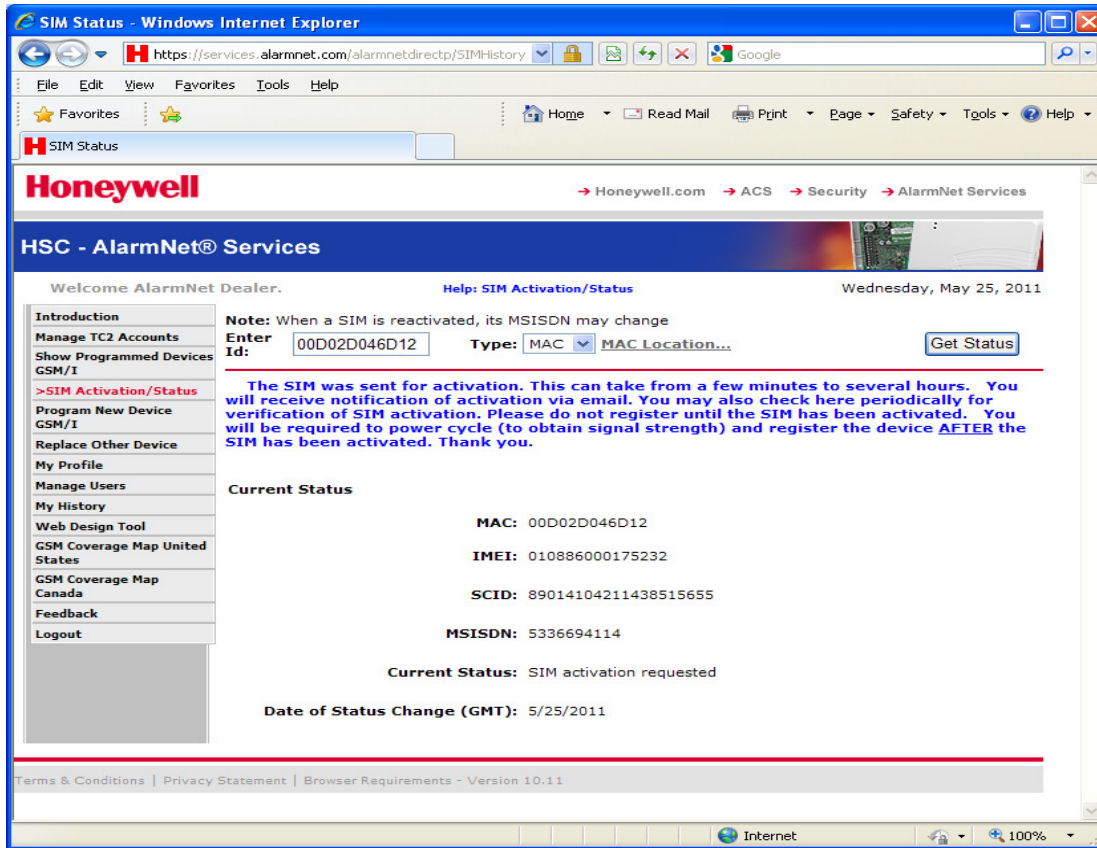 SIM Status - Windows Internet Explorer
https://services.alarmnet.com/alarmnetdirectp/SIMHistory
Google
File Edit View Favorites Tools Help
Favorites
Home Read Mail Print Page Safety Tools Help
SIM Status
Honeywell
Honeywell.com ACS Security AlarmNet Services
HSC - AlarmNet® Services
Welcome AlarmNet Dealer.
Help: SIM Activation/Status
Wednesday, May 25, 2011
Introduction
Manage TC2 Accounts
Show Programmed Devices
GSM/I
>SIM Activation/Status
Program New Device
GSM/I
Replace Other Device
My Profile
Manage Users
My History
Web Design Tool
GSM Coverage Map United
States
GSM Coverage Map
Canada
Feedback
Logout
Note: When a SIM is reactivated, its MSISDN may change
Enter
Id: 00D02D046D12 Type: MAC MAC Location... Get Status
The SIM was sent for activation. This can take from a few minutes to several hours. You
will receive notification of activation via email. You may also check here periodically for
verification of SIM activation. Please do not register until the SIM has been activated. You
will be required to power cycle (to obtain signal strength) and register the device AFTER the
SIM has been activated. Thank you.
Current Status
MAC: 00D02D046D12
IMEI: 010886000175232
SCID: 89014104211438515655
MSISDN: 5336694114
Current Status: SIM activation requested
Date of Status Change (GMT): 5/25/2011
Terms & Conditions | Privacy Statement | Browser Requirements - Version 10.11
Internet
100%